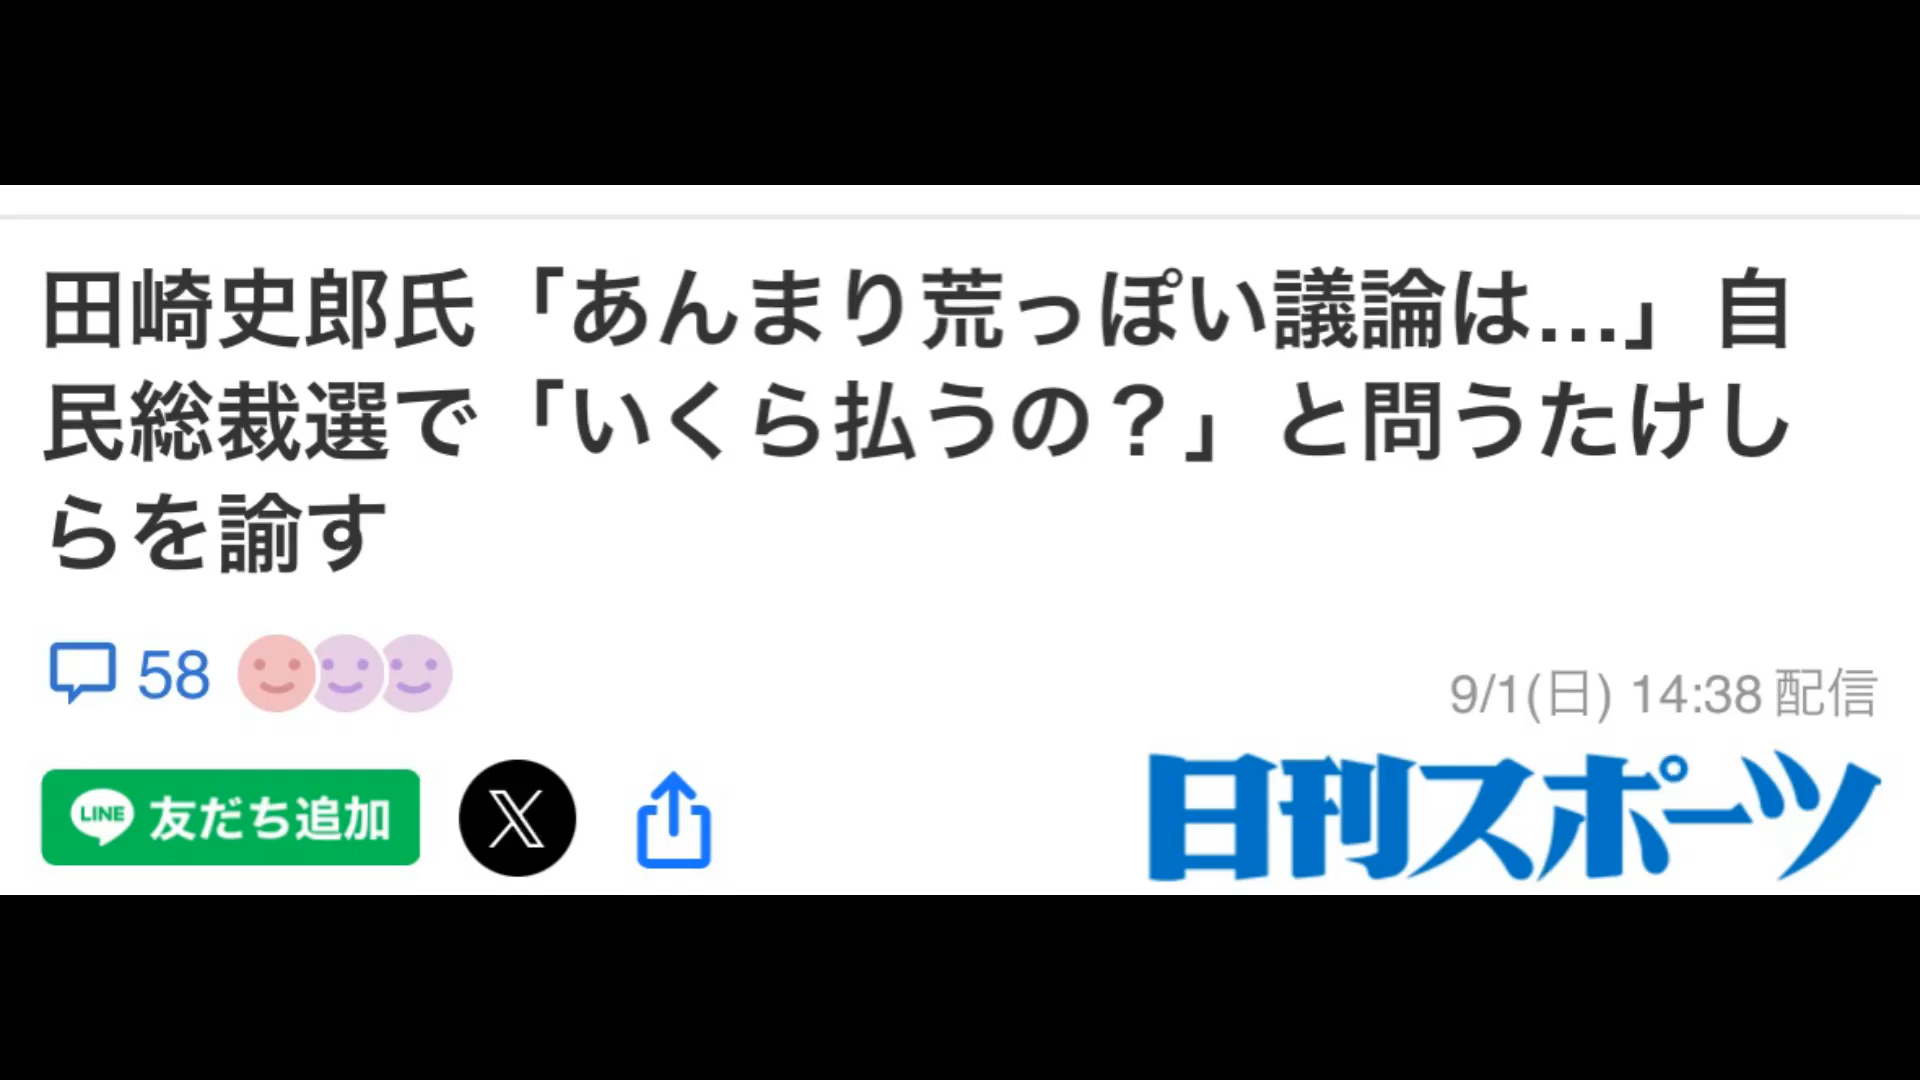 田崎史郎氏「あんまり荒っぽい議論は…」自
民総裁選で「いくら払うの？」と問うたけし
らを諭す
58
9/1(日) 14:38配信
LINE 友だち追加
X
日刊スポーツ